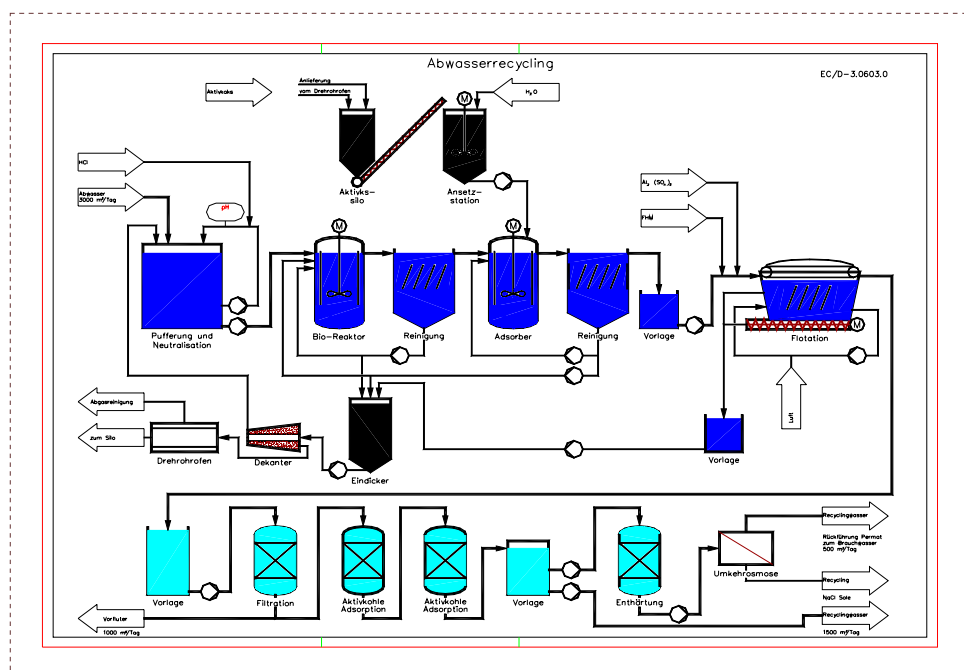 Abwasserrecycling
EC/D-3.0603.0
Aktivkoks
Anlieferung
vom Drehrohrofen
M
H₂O
HCl
Abwasser
3000 m³/Tag
pH
Aktivks-
silo
Ansetz-
station
Al₂ (SO₄)₃
FHM
M
M
Pufferung und
Neutralisation
Bio-Reaktor
Reinigung
Adsorber
Reinigung
Vorlage
M
Flotation
Abgasreinigung
zum Silo
Luft
Drehrohrofen
Dekanter
Eindicker
Vorlage
Recyclingwasser
Rückführung Permat
zum Brauchwasser
500 m³/Tag
Umkehrosmose
Recycling
NaCl Sole
Vorlage
Filtration
Aktivkohle
Adsorption
Aktivkohle
Adsorption
Vorlage
Enthärtung
Vorfluter
1000 m³/Tag
Recyclingwasser
1500 m³/Tag